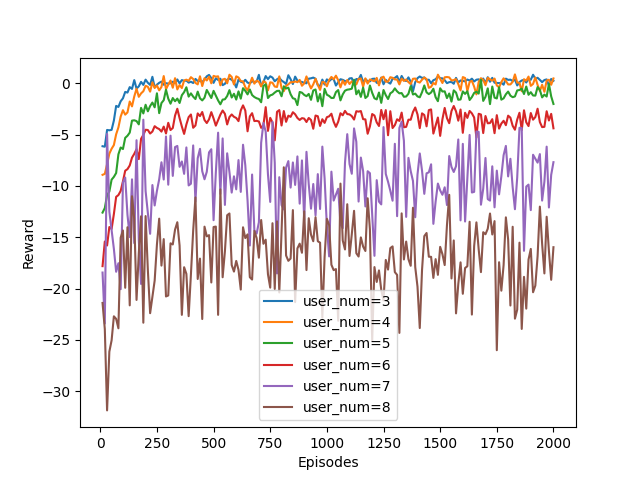 0
−5
−10
−15
−20
−25
−30
Reward
0
250
500
750
1000
1250
1500
1750
2000
Episodes
user_num=3
user_num=4
user_num=5
user_num=6
user_num=7
user_num=8